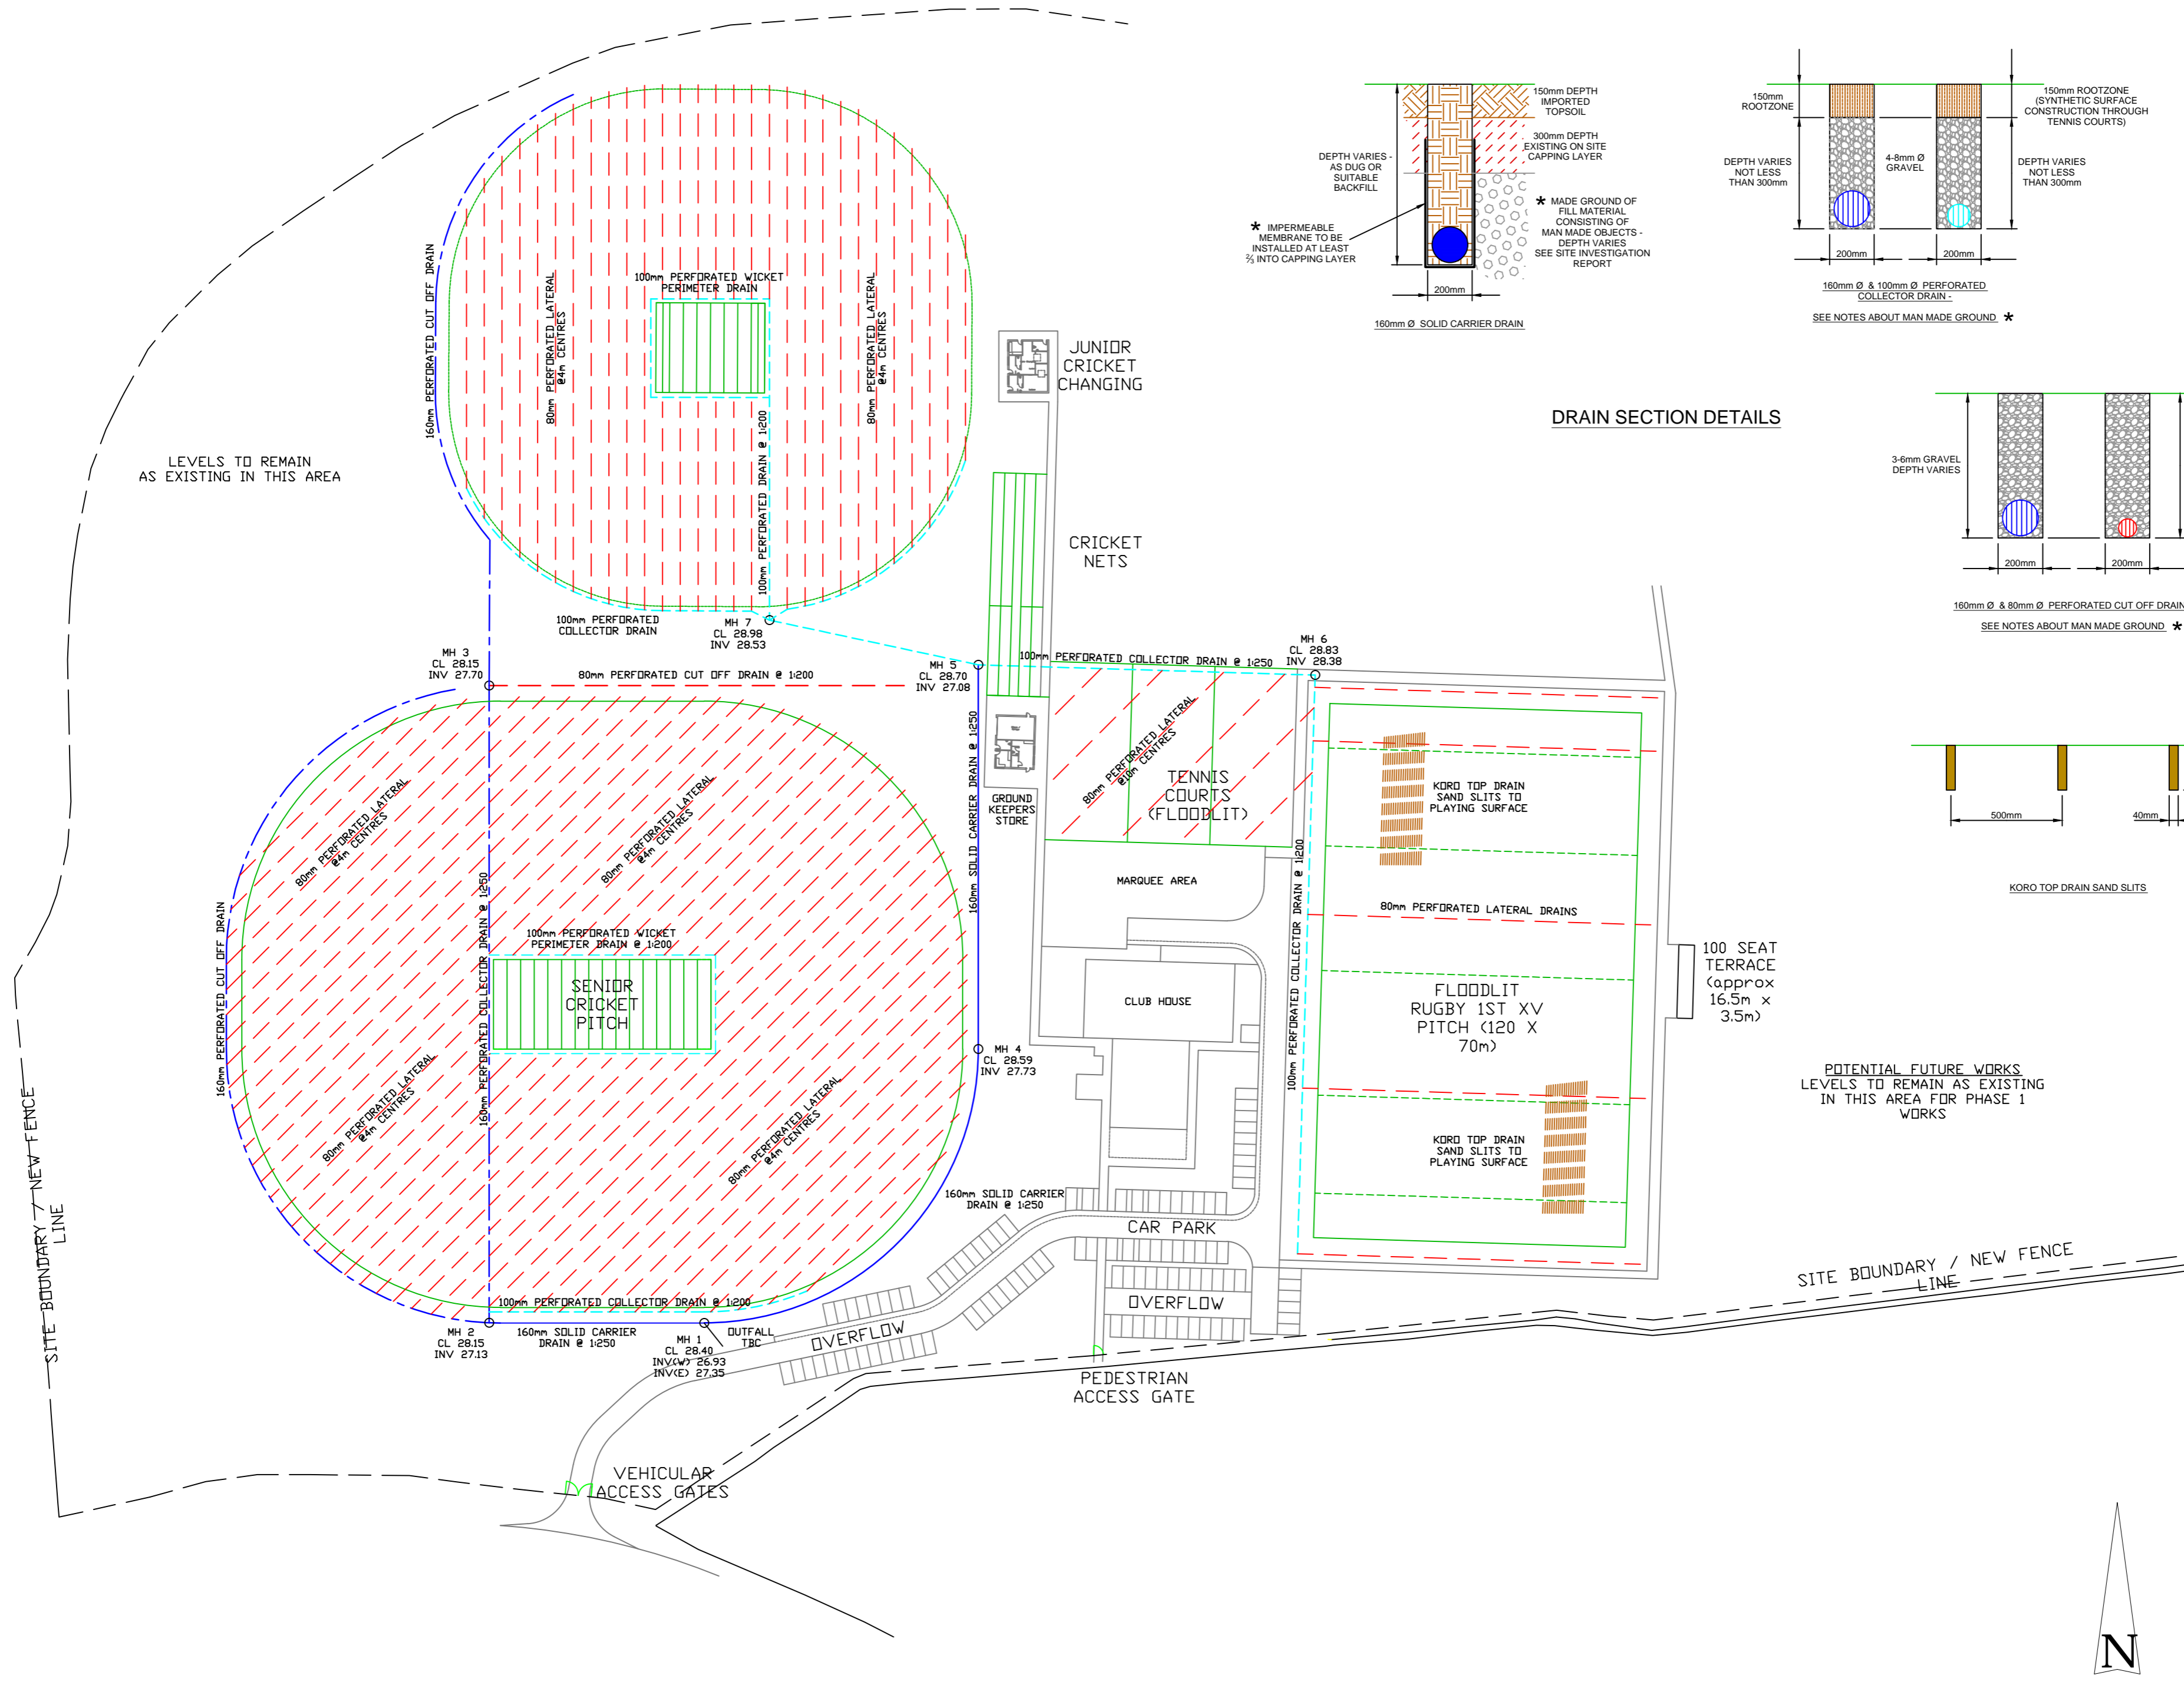 150mm DEPTH
IMPORTED
TOPSOIL
300mm DEPTH
EXISTING ON SITE
CAPPING LAYER
DEPTH VARIES -
AS DUG OR
SUITABLE
BACKFILL
* IMPERMEABLE
MEMBRANE TO BE
INSTALLED AT LEAST
⅔ INTO CAPPING LAYER
* MADE GROUND OF
FILL MATERIAL
CONSISTING OF
MAN MADE OBJECTS -
DEPTH VARIES
SEE SITE INVESTIGATION
REPORT
200mm
160mm Ø SOLID CARRIER DRAIN
150mm
ROOTZONE
150mm ROOTZONE
(SYNTHETIC SURFACE
CONSTRUCTION THROUGH
TENNIS COURTS)
DEPTH VARIES
NOT LESS
THAN 300mm
4-8mm Ø
GRAVEL
DEPTH VARIES
NOT LESS
THAN 300mm
200mm
200mm
160mm Ø & 100mm Ø PERFORATED
COLLECTOR DRAIN -
SEE NOTES ABOUT MAN MADE GROUND *
DRAIN SECTION DETAILS
3-6mm GRAVEL
DEPTH VARIES
200mm
200mm
160mm Ø & 80mm Ø PERFORATED CUT OFF DRAIN
SEE NOTES ABOUT MAN MADE GROUND *
500mm
40mm
KORO TOP DRAIN SAND SLITS
160mm PERFORATED CUT OFF DRAIN
80mm PERFORATED LATERAL
@4m CENTRES
100mm PERFORATED WICKET
PERIMETER DRAIN
80mm PERFORATED LATERAL
@4m CENTRES
100mm PERFORATED DRAIN @ 1:200
LEVELS TO REMAIN
AS EXISTING IN THIS AREA
JUNIOR
CRICKET
CHANGING
CRICKET
NETS
100mm PERFORATED
COLLECTOR DRAIN
MH 7
CL 28.98
INV 28.53
MH 3
CL 28.15
INV 27.70
80mm PERFORATED CUT OFF DRAIN @ 1:200
MH 5
CL 28.70
INV 27.08
100mm PERFORATED COLLECTOR DRAIN @ 1:250
MH 6
CL 28.83
INV 28.38
160mm SOLID CARRIER DRAIN @ 1:250
GROUND
KEEPERS
STORE
80mm PERFORATED LATERAL
@10m CENTRES
TENNIS
COURTS
(FLOODLIT)
MARQUEE AREA
CLUB HOUSE
100mm PERFORATED COLLECTOR DRAIN @ 1:200
KORO TOP DRAIN
SAND SLITS TO
PLAYING SURFACE
80mm PERFORATED LATERAL DRAINS
FLOODLIT
RUGBY 1ST XV
PITCH (120 X
70m)
KORO TOP DRAIN
SAND SLITS TO
PLAYING SURFACE
100 SEAT
TERRACE
(approx
16.5m x
3.5m)
POTENTIAL FUTURE WORKS
LEVELS TO REMAIN AS EXISTING
IN THIS AREA FOR PHASE 1
WORKS
80mm PERFORATED LATERAL
@4m CENTRES
80mm PERFORATED LATERAL
@4m CENTRES
160mm PERFORATED CUT OFF DRAIN
160mm PERFORATED COLLECTOR DRAIN @ 1:250
100mm PERFORATED WICKET
PERIMETER DRAIN @ 1:200
SENIOR
CRICKET
PITCH
MH 4
CL 28.59
INV 27.73
80mm PERFORATED LATERAL
@4m CENTRES
80mm PERFORATED LATERAL
@4m CENTRES
160mm SOLID CARRIER
DRAIN @ 1:250
CAR PARK
OVERFLOW
OVERFLOW
100mm PERFORATED COLLECTOR DRAIN @ 1:200
MH 2
CL 28.15
INV 27.13
160mm SOLID CARRIER
DRAIN @ 1:250
MH 1
CL 28.40
INV(W) 26.93
INV(E) 27.35
OUTFALL
TBC
PEDESTRIAN
ACCESS GATE
VEHICULAR
ACCESS GATES
SITE BOUNDARY / NEW FENCE
LINE
SITE BOUNDARY / NEW FENCE
LINE
N